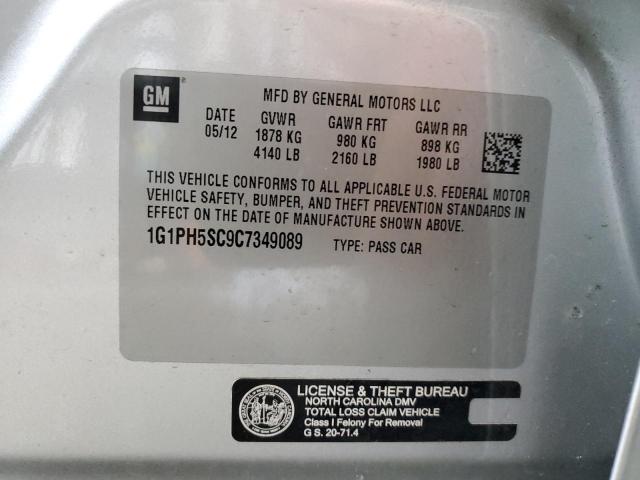 GM
MFD BY GENERAL MOTORS LLC
DATE GVWR GAWR FRT GAWR RR
05/12 1878 KG 980 KG 898 KG
4140 LB 2160 LB 1980 LB
THIS VEHICLE CONFORMS TO ALL APPLICABLE U.S. FEDERAL MOTOR
VEHICLE SAFETY, BUMPER, AND THEFT PREVENTION STANDARDS IN
EFFECT ON THE DATE OF MANUFACTURE SHOWN ABOVE.
1G1PH5SC9C7349089 TYPE: PASS CAR
LICENSE & THEFT BUREAU
NORTH CAROLINA DMV
TOTAL LOSS CLAIM VEHICLE
Class I Felony For Removal
G S. 20-71.4